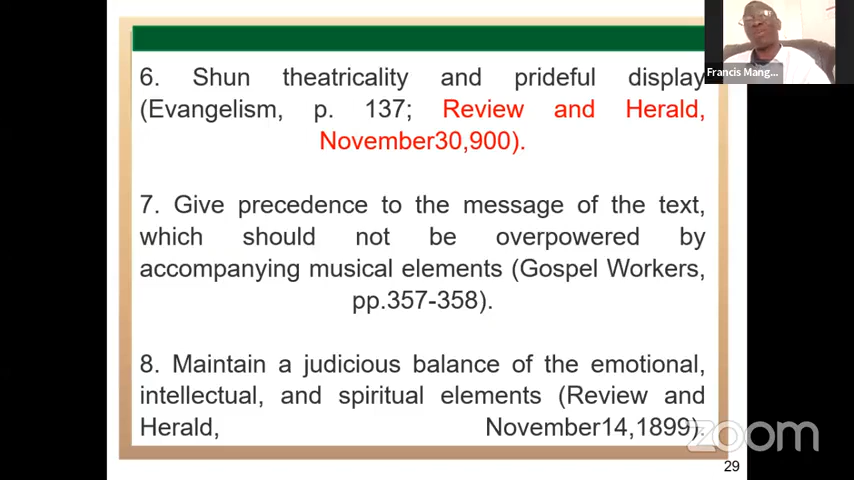 Francis Mang...
6. Shun theatricality and prideful display
(Evangelism, p. 137; Review and Herald,
November30,900).
7. Give precedence to the message of the text,
which should not be overpowered by
accompanying musical elements (Gospel Workers,
pp.357-358).
8. Maintain a judicious balance of the emotional,
intellectual, and spiritual elements (Review and
Herald, November14,1899).
zoom
29